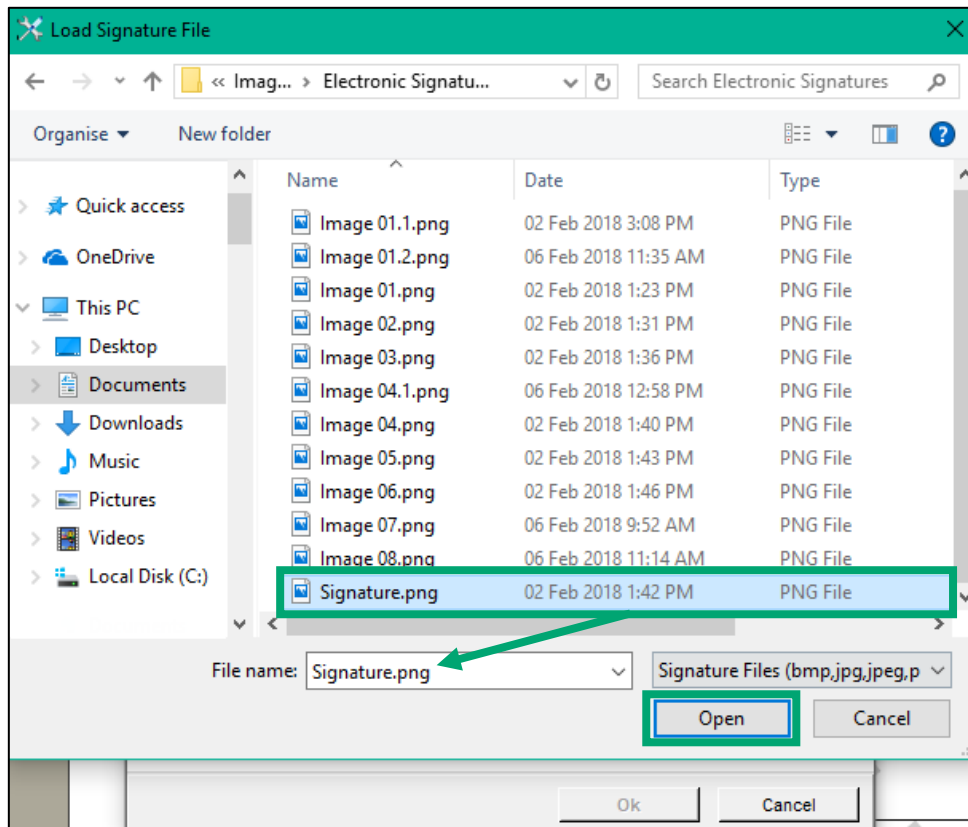 Load Signature File
« Imag... › Electronic Signatu...
Search Electronic Signatures
Organise
New folder
Name Date Type
Quick access
OneDrive
This PC
Desktop
Documents
Downloads
Music
Pictures
Videos
Local Disk (C:)
Image 01.1.png 02 Feb 2018 3:08 PM PNG File
Image 01.2.png 06 Feb 2018 11:35 AM PNG File
Image 01.png 02 Feb 2018 1:23 PM PNG File
Image 02.png 02 Feb 2018 1:31 PM PNG File
Image 03.png 02 Feb 2018 1:36 PM PNG File
Image 04.1.png 06 Feb 2018 12:58 PM PNG File
Image 04.png 02 Feb 2018 1:40 PM PNG File
Image 05.png 02 Feb 2018 1:43 PM PNG File
Image 06.png 02 Feb 2018 1:46 PM PNG File
Image 07.png 06 Feb 2018 9:52 AM PNG File
Image 08.png 06 Feb 2018 11:14 AM PNG File
Signature.png 02 Feb 2018 1:42 PM PNG File
File name: Signature.png
Signature Files (bmp,jpg,jpeg,p
Open
Cancel
Ok
Cancel